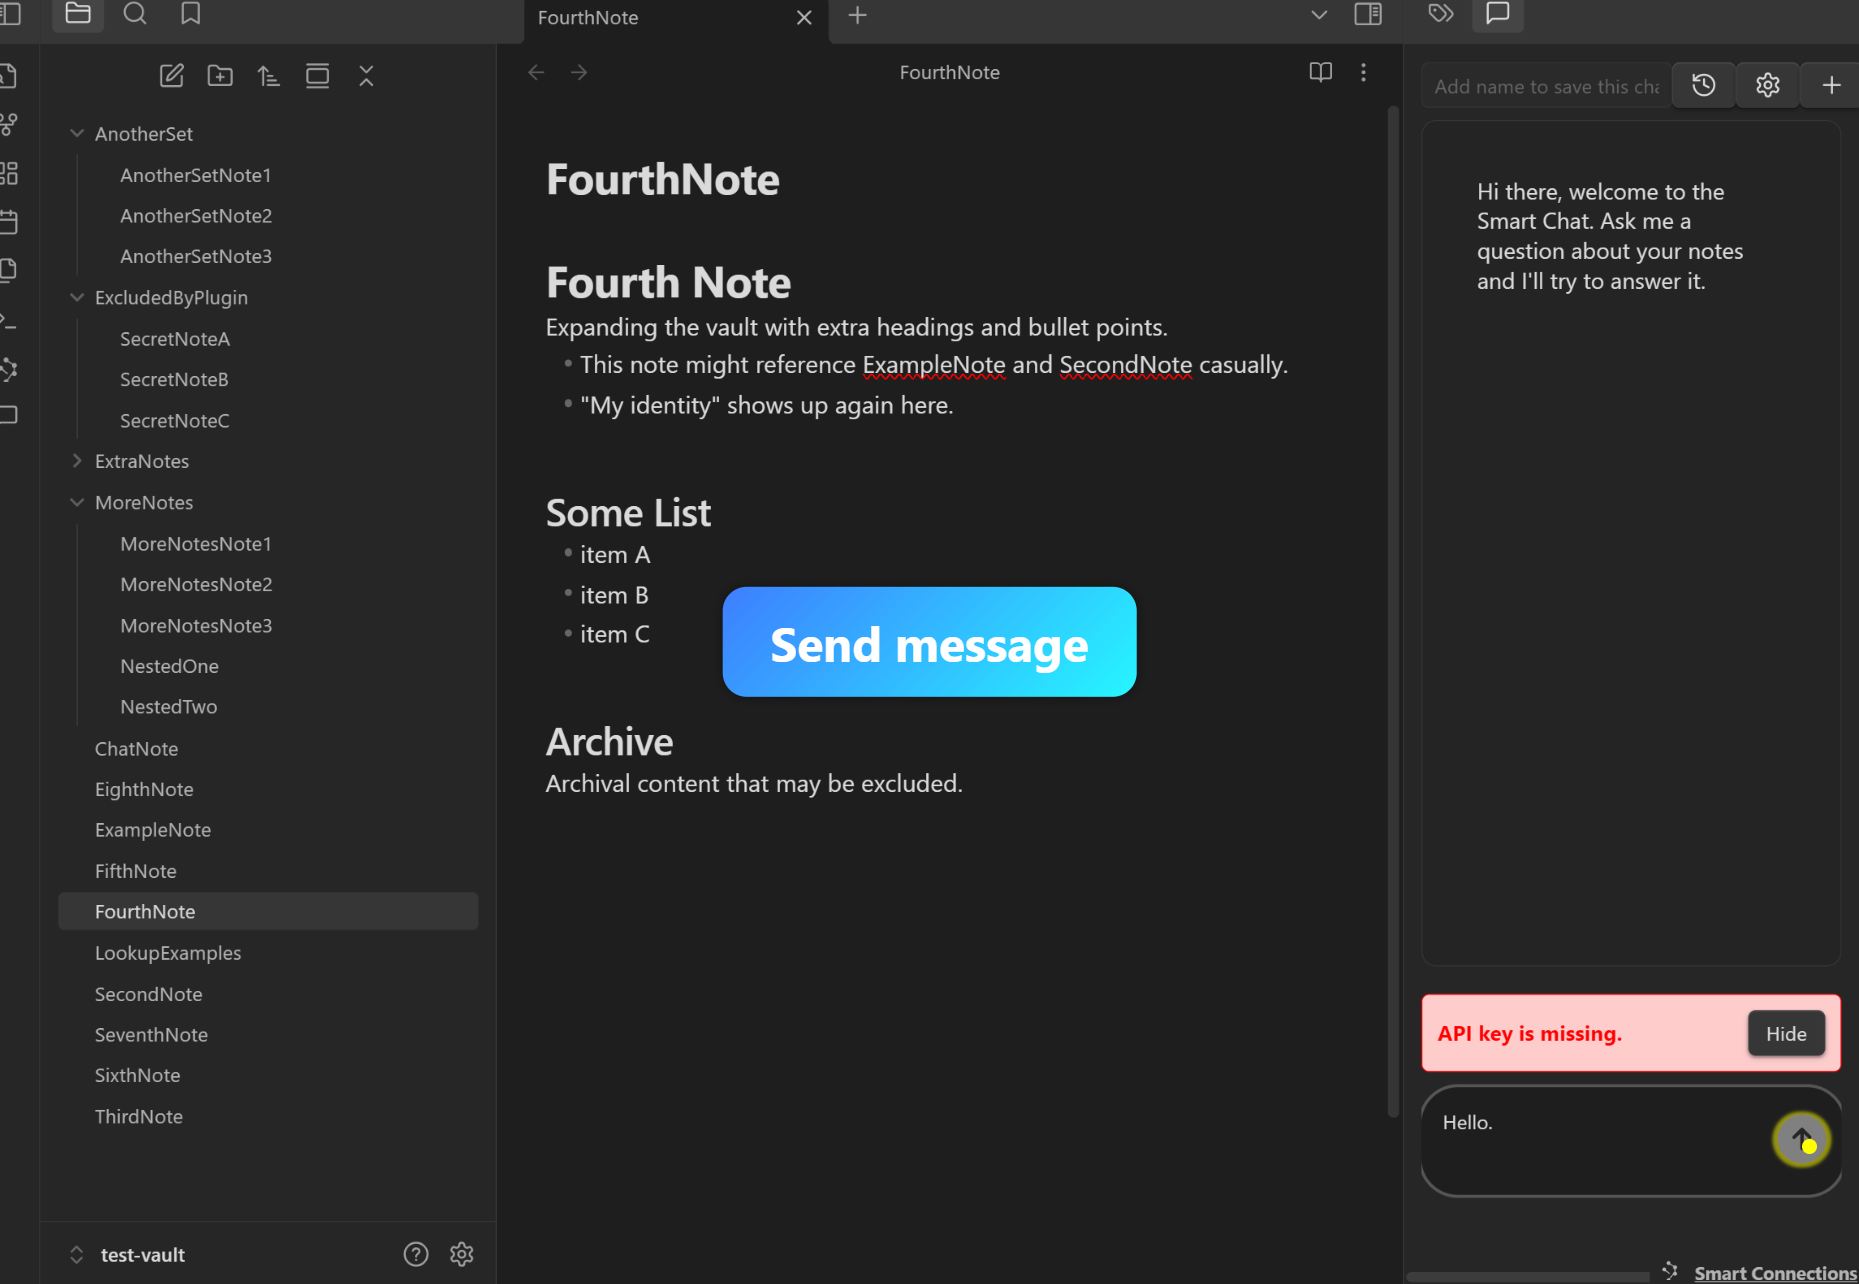 FourthNote
FourthNote
AnotherSet
AnotherSetNote1
AnotherSetNote2
AnotherSetNote3
ExcludedByPlugin
SecretNoteA
SecretNoteB
SecretNoteC
ExtraNotes
MoreNotes
MoreNotesNote1
MoreNotesNote2
MoreNotesNote3
NestedOne
NestedTwo
ChatNote
EighthNote
ExampleNote
FifthNote
FourthNote
LookupExamples
SecondNote
SeventhNote
SixthNote
ThirdNote
test-vault
FourthNote
Fourth Note
Expanding the vault with extra headings and bullet points.
• This note might reference ExampleNote and SecondNote casually.
• "My identity" shows up again here.
Some List
• item A
• item B
• item C
Send message
Archive
Archival content that may be excluded.
Add name to save this cha
Hi there, welcome to the
Smart Chat. Ask me a
question about your notes
and I'll try to answer it.
API key is missing.
Hide
Hello.
Smart Connections